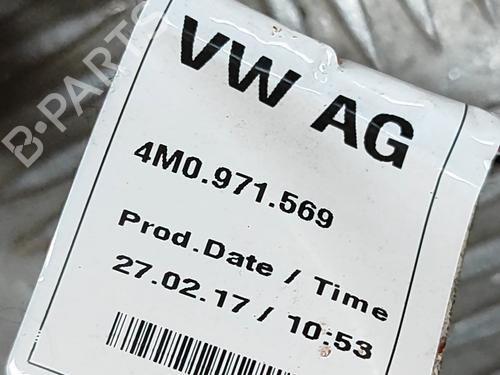 VW AG
4M0.971.569
Prod.Date / Time
27.02.17 / 10:53
B-PARTS